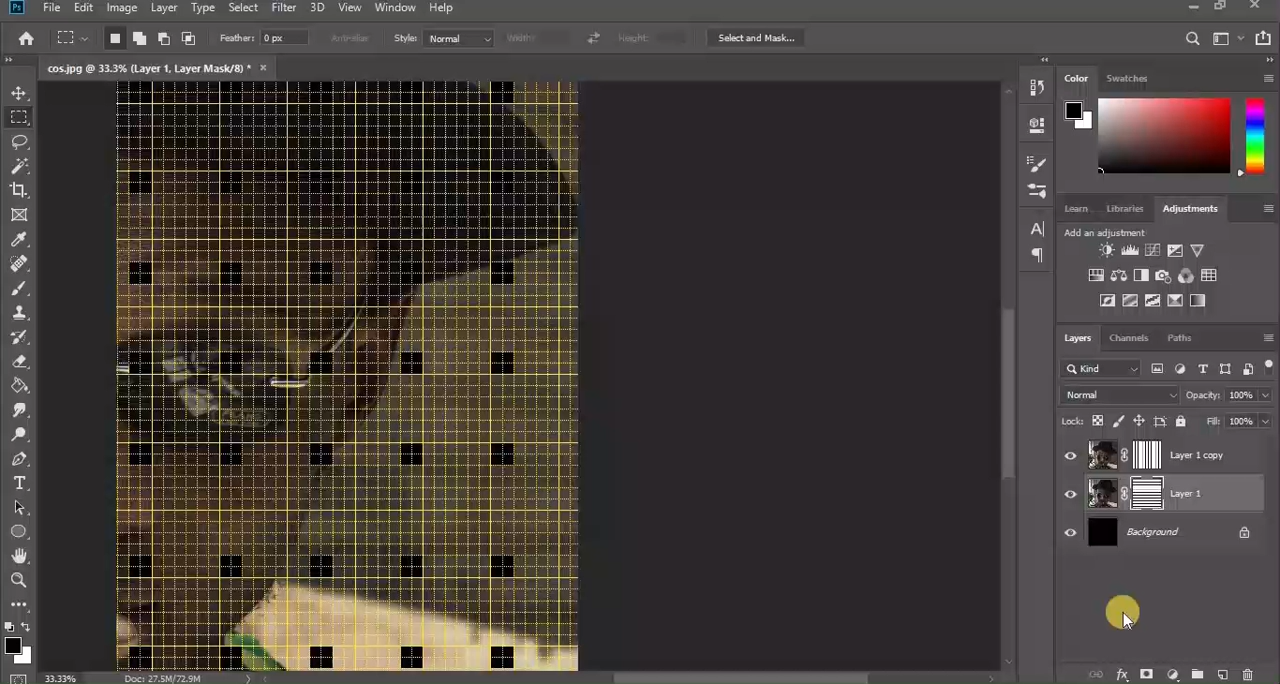 Ps File Edit Image Layer Type Select Filter 3D View Window Help
Feather: 0 px Anti-alias Style: Normal Width: Height: Select and Mask...
cos.jpg @ 33.3% (Layer 1, Layer Mask/8) * ×
Color Swatches
Learn Libraries Adjustments
Add an adjustment
Layers Channels Paths
Kind
Normal Opacity: 100%
Lock: Fill: 100%
Layer 1 copy
Layer 1
Background
fx
33.33% Doc: 27.5M/72.9M